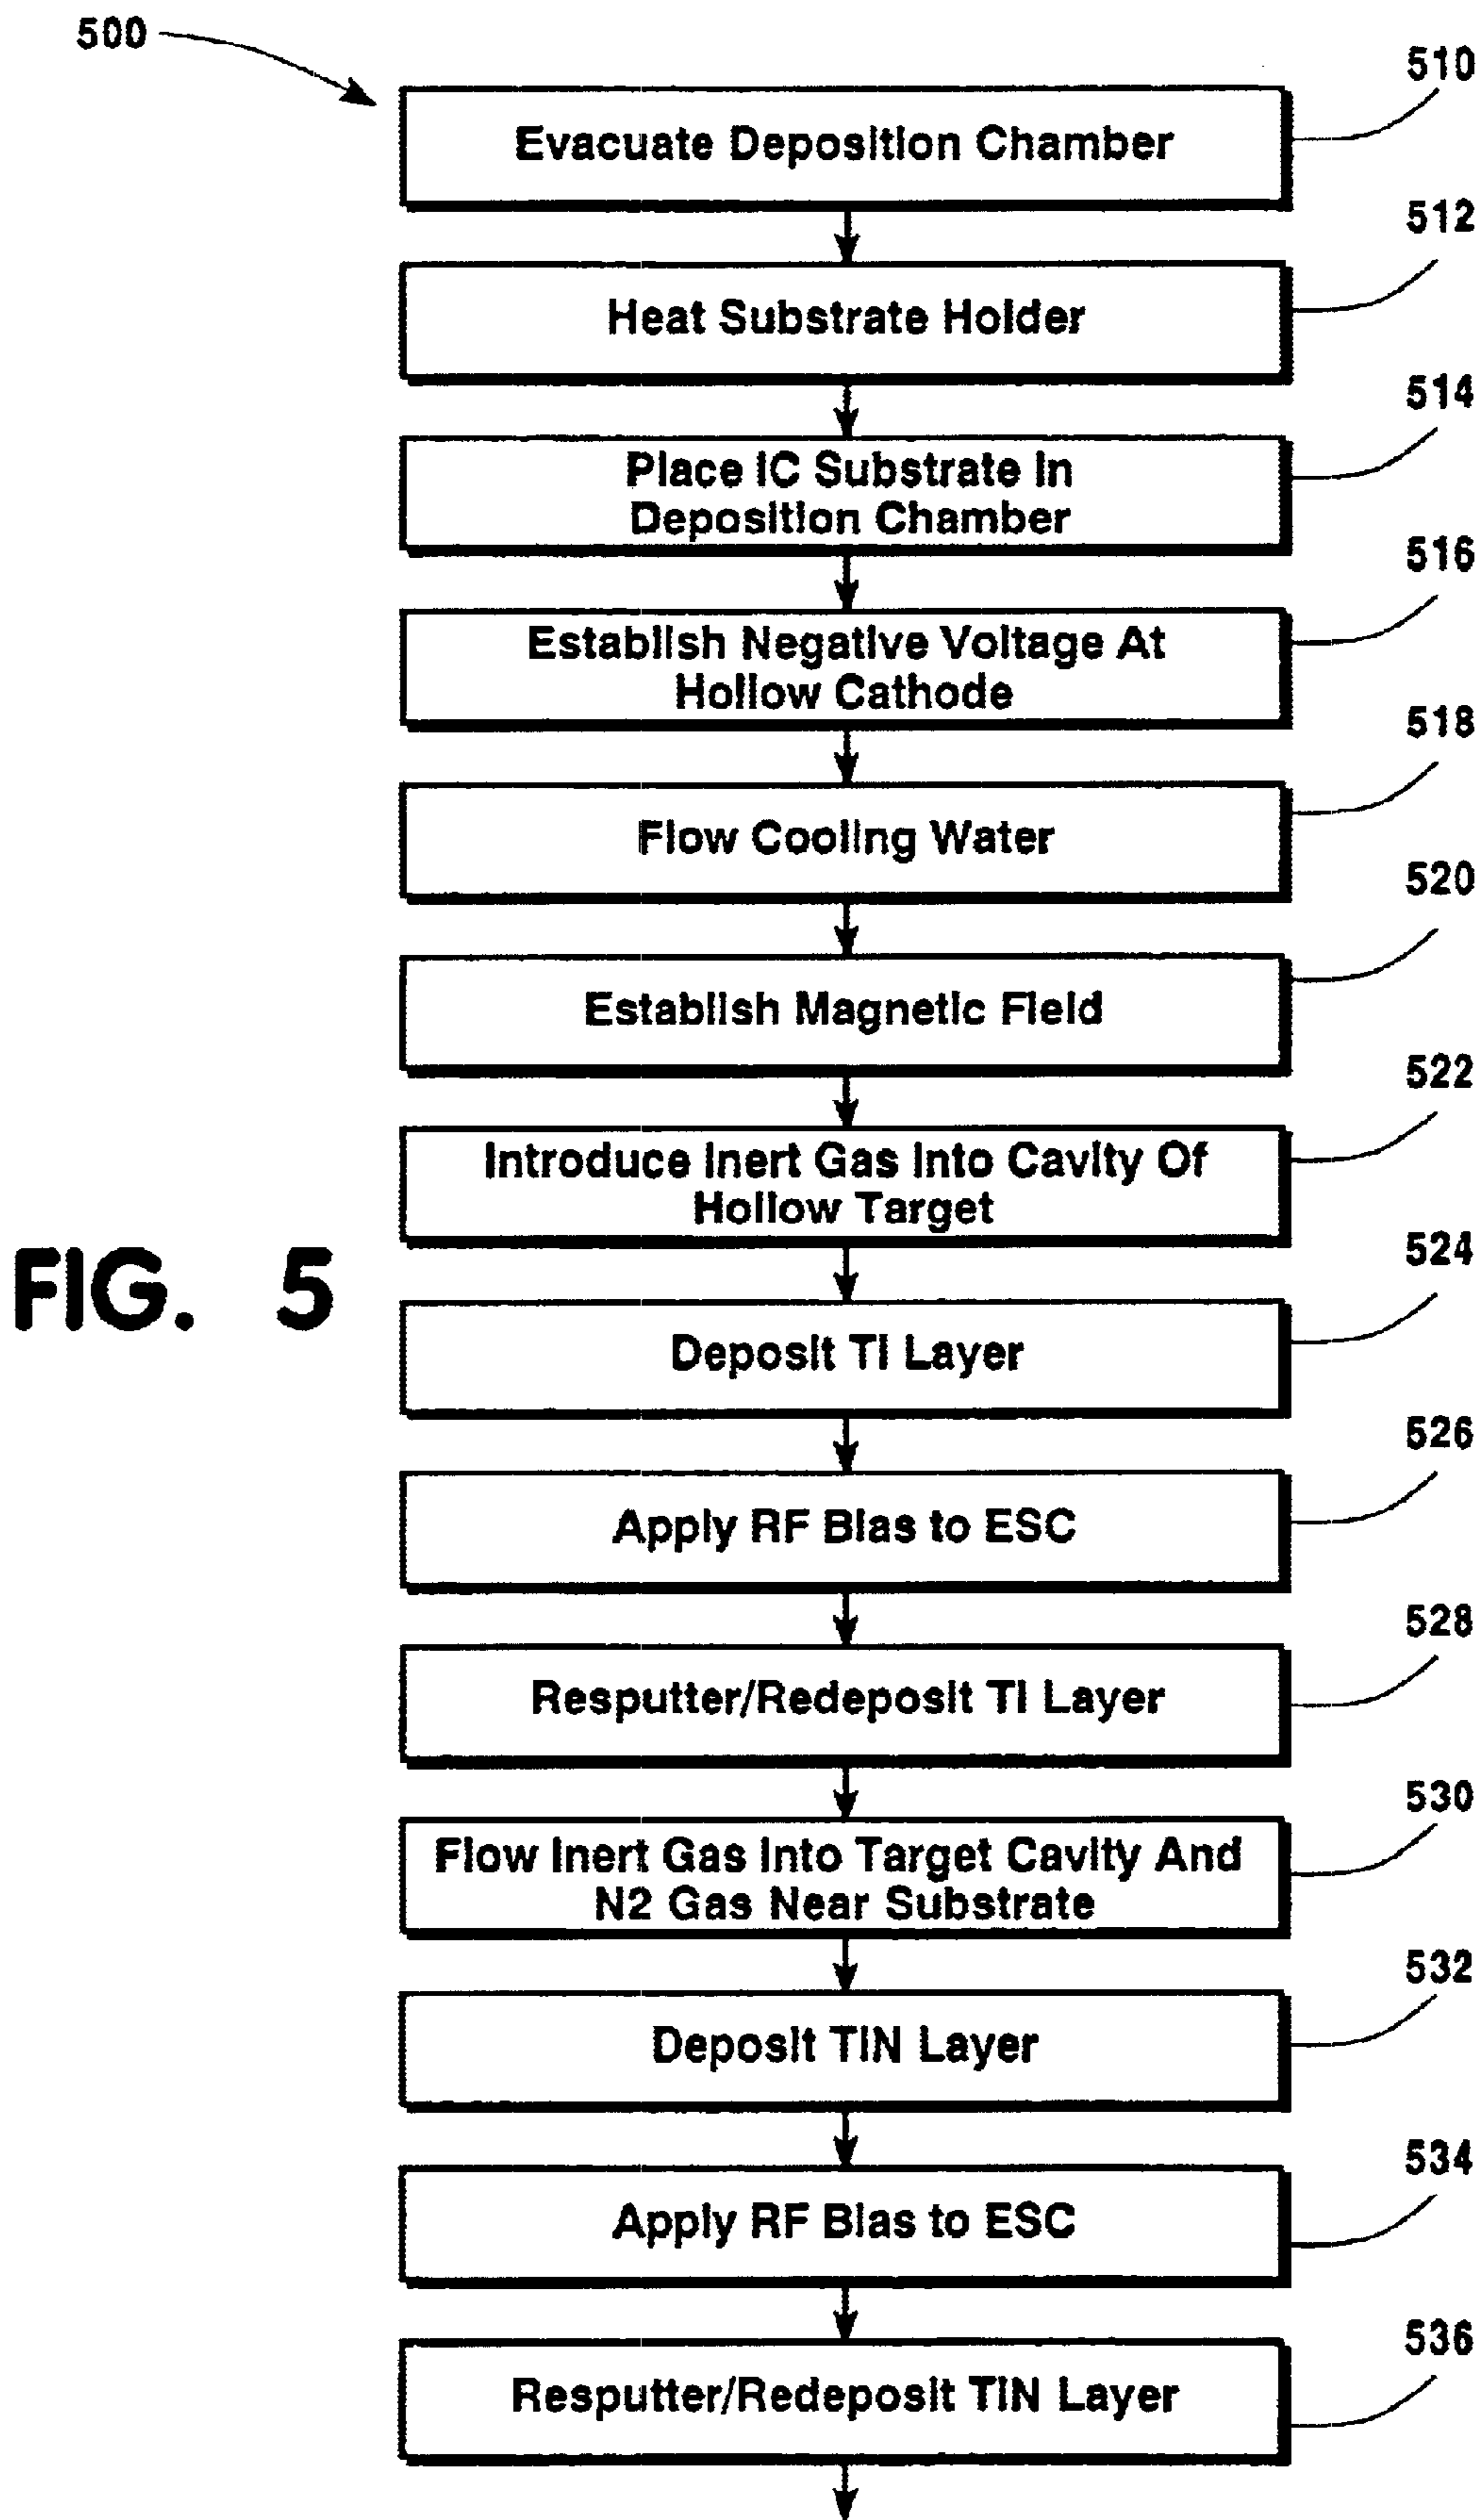 500
510
Evacuate Deposition Chamber
512
Heat Substrate Holder
514
Place IC Substrate In
Deposition Chamber
516
Establish Negative Voltage At
Hollow Cathode
518
Flow Cooling Water
520
Establish Magnetic Field
522
Introduce Inert Gas Into Cavity Of
Hollow Target
FIG. 5
524
Deposit Ti Layer
526
Apply RF Bias to ESC
528
Resputter/Redeposit Ti Layer
530
Flow Inert Gas Into Target Cavity And
N2 Gas Near Substrate
532
Deposit TiN Layer
534
Apply RF Bias to ESC
536
Resputter/Redeposit TiN Layer